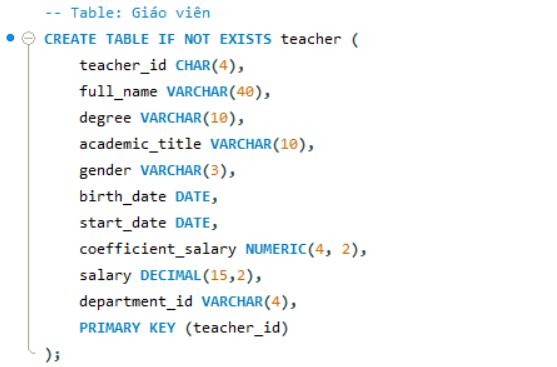 -- Table: Giáo viên
CREATE TABLE IF NOT EXISTS teacher (
teacher_id CHAR(4),
full_name VARCHAR(40),
degree VARCHAR(10),
academic_title VARCHAR(10),
gender VARCHAR(3),
birth_date DATE,
start_date DATE,
coefficient_salary NUMERIC(4, 2),
salary DECIMAL(15,2),
department_id VARCHAR(4),
PRIMARY KEY (teacher_id)
);